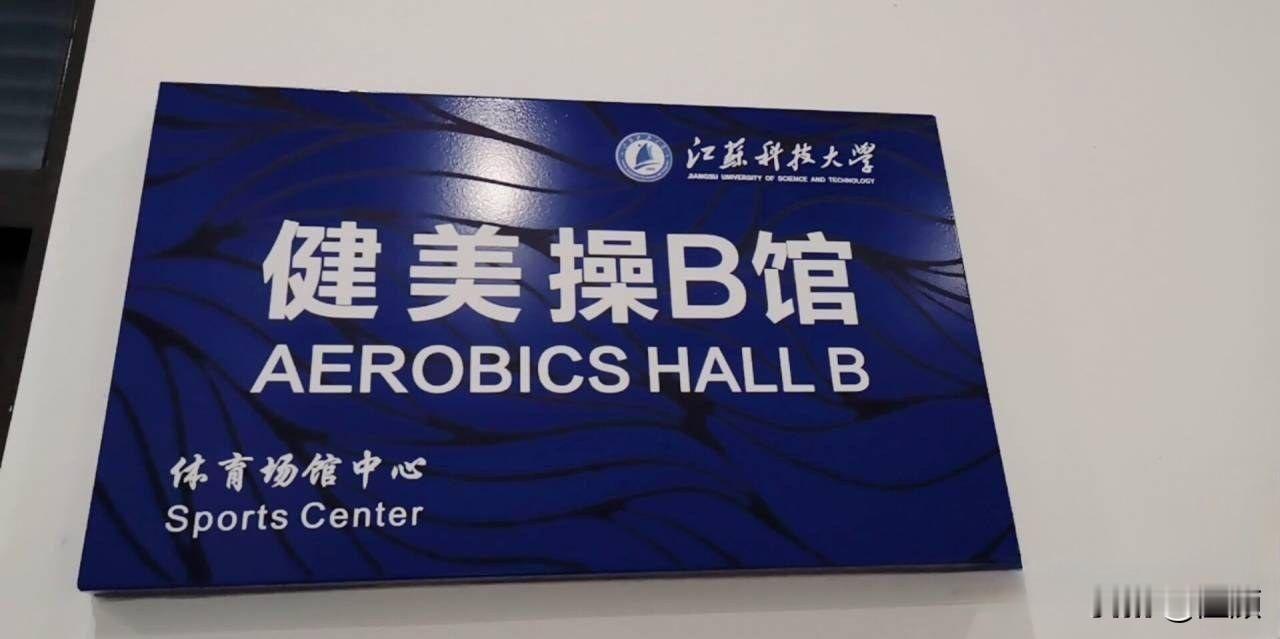 江苏科技大学
JIANGSU UNIVERSITY OF SCIENCE AND TECHNOLOGY
健美操B馆
AEROBICS HALL B
体育场馆中心
Sports Center